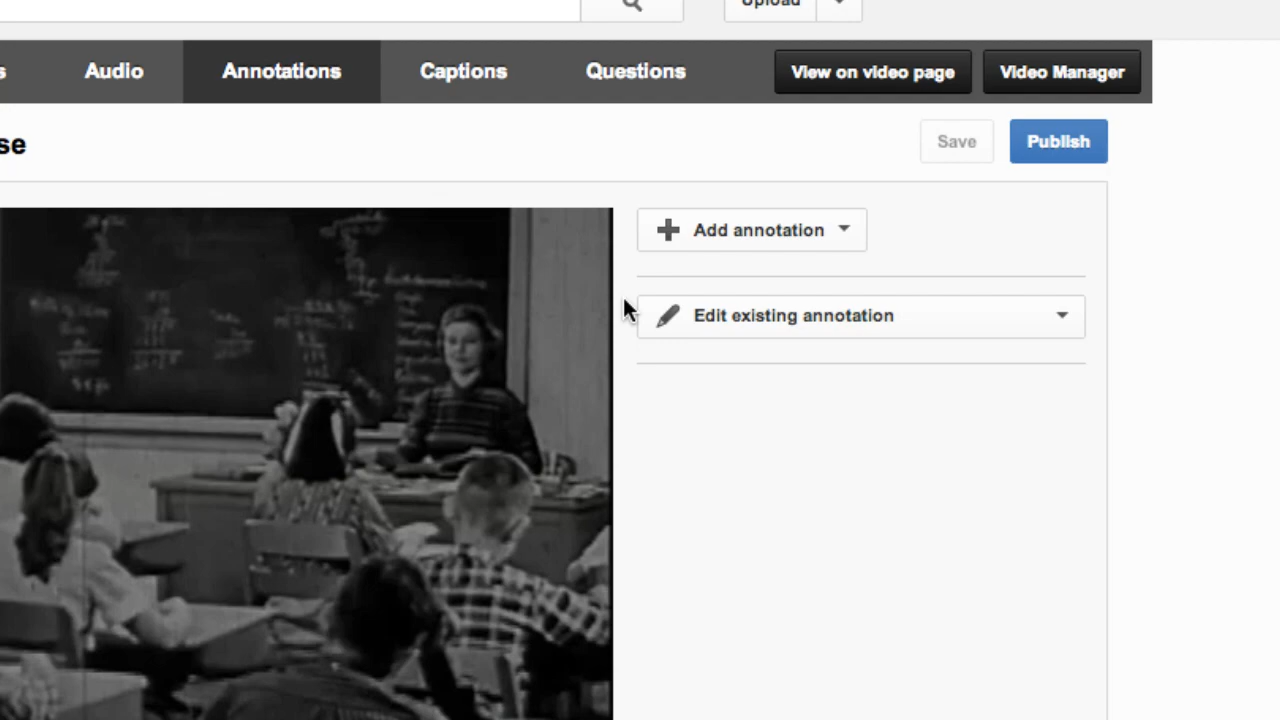 Upload
s Audio Annotations Captions Questions View on video page Video Manager
se Save Publish
Add annotation
Edit existing annotation